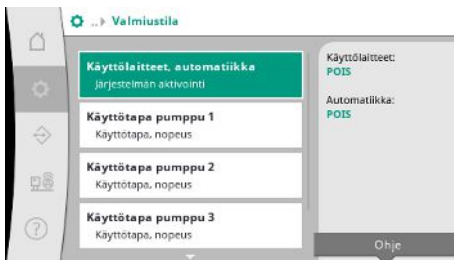 ..▸ Valmiustila
Käyttölaitteet, automatiikka
Järjestelmän aktivointi
Käyttötapa pumppu 1
Käyttötapa, nopeus
Käyttötapa pumppu 2
Käyttötapa, nopeus
Käyttötapa pumppu 3
Käyttötapa, nopeus
Käyttölaitteet:
POIS
Automatiikka:
POIS
Ohje